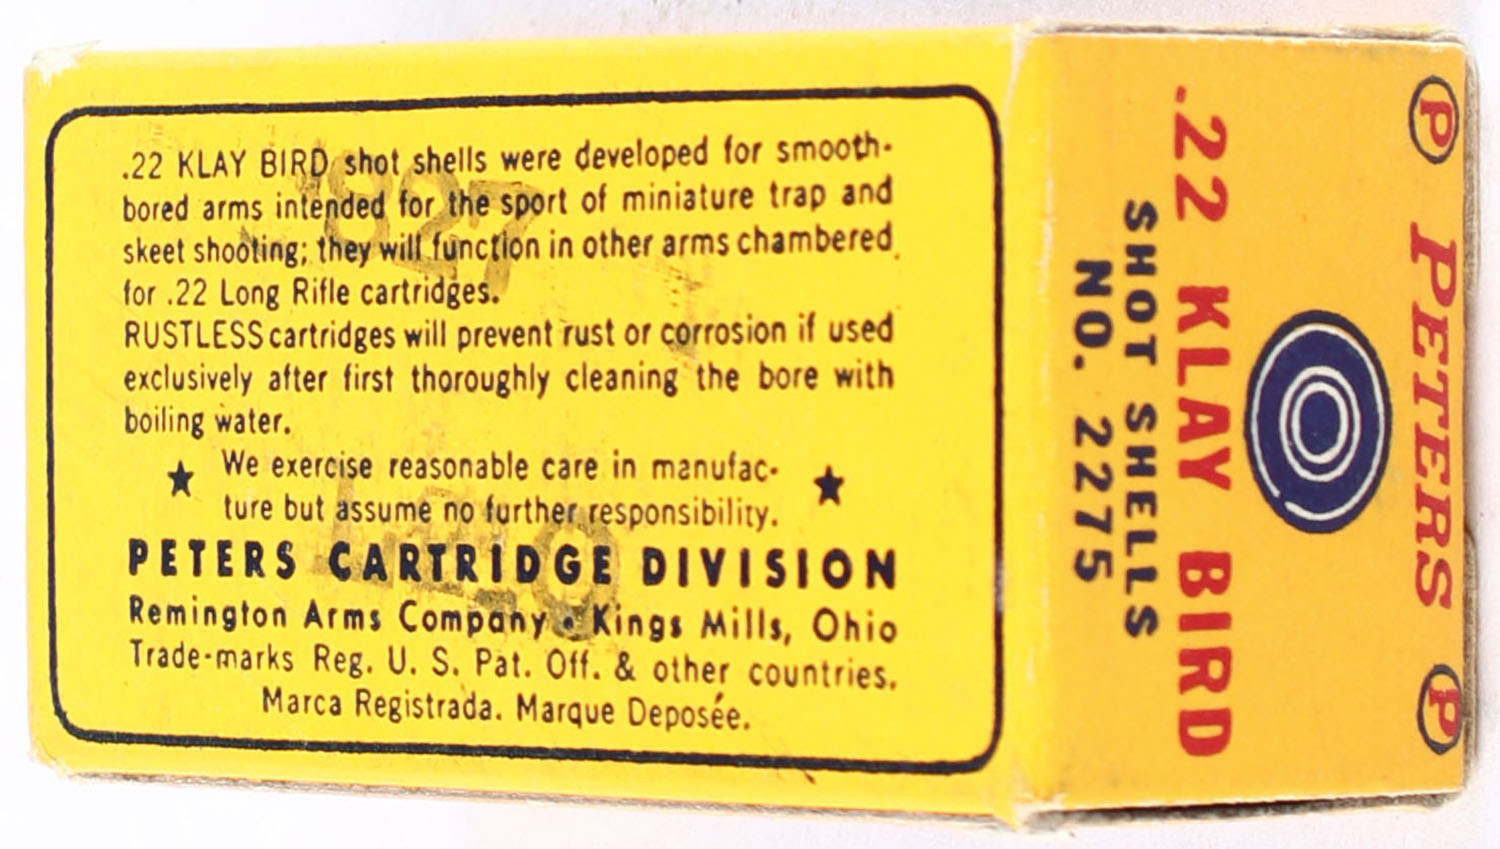 .22 KLAY BIRD shot shells were developed for smooth-
bored arms intended for the sport of miniature trap and
skeet shooting; they will function in other arms chambered
for .22 Long Rifle cartridges.
RUSTLESS cartridges will prevent rust or corrosion if used
exclusively after first thoroughly cleaning the bore with
boiling water.
★ We exercise reasonable care in manufac- ★
ture but assume no further responsibility.
PETERS CARTRIDGE DIVISION
Remington Arms Company • Kings Mills, Ohio
Trade-marks Reg. U. S. Pat. Off. & other countries.
Marca Registrada. Marque Deposée.
P PETERS P
.22 KLAY BIRD
SHOT SHELLS
NO. 2275